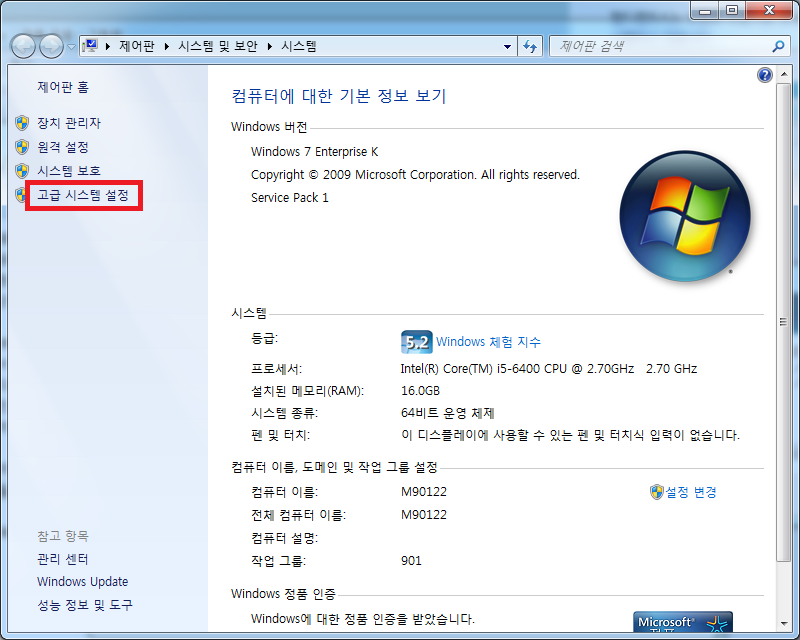 제어판 ▸ 시스템 및 보안 ▸ 시스템
제어판 검색
제어판 홈
장치 관리자
원격 설정
시스템 보호
고급 시스템 설정
참고 항목
관리 센터
Windows Update
성능 정보 및 도구
컴퓨터에 대한 기본 정보 보기
Windows 버전
Windows 7 Enterprise K
Copyright © 2009 Microsoft Corporation. All rights reserved.
Service Pack 1
시스템
등급: 5.2 Windows 체험 지수
프로세서: Intel(R) Core(TM) i5-6400 CPU @ 2.70GHz 2.70 GHz
설치된 메모리(RAM): 16.0GB
시스템 종류: 64비트 운영 체제
펜 및 터치: 이 디스플레이에 사용할 수 있는 펜 및 터치식 입력이 없습니다.
컴퓨터 이름, 도메인 및 작업 그룹 설정
컴퓨터 이름: M90122 설정 변경
전체 컴퓨터 이름: M90122
컴퓨터 설명:
작업 그룹: 901
Windows 정품 인증
Windows에 대한 정품 인증을 받았습니다.
Microsoft